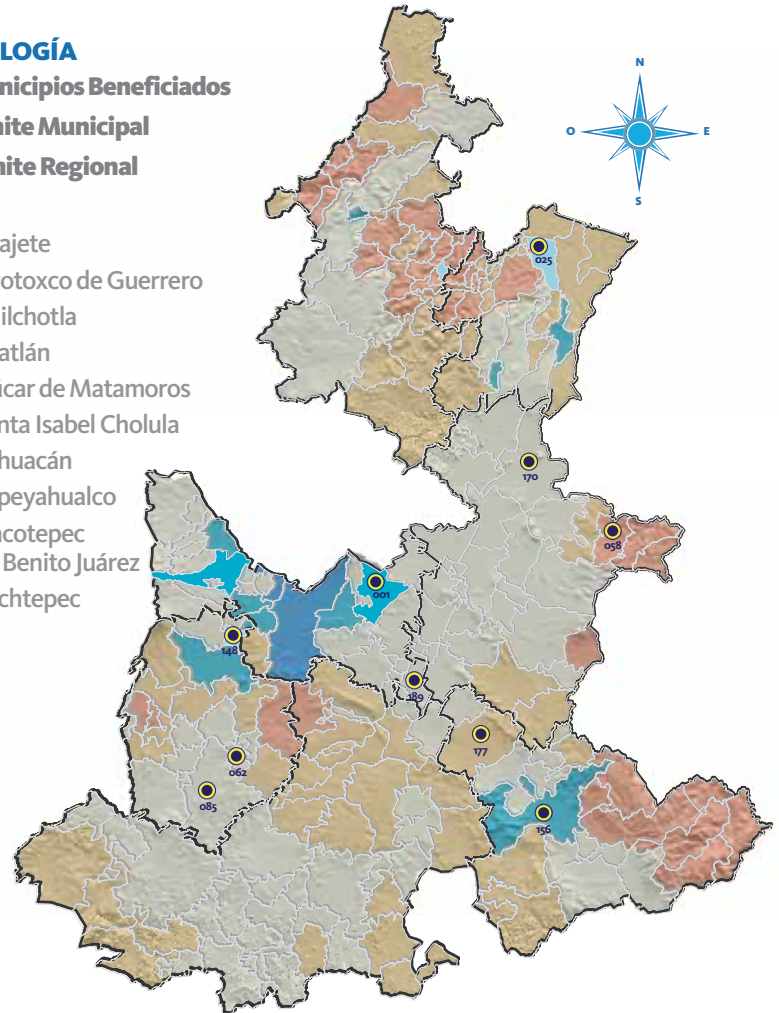 LOGÍA
nicipios Beneficiados
nite Municipal
nite Regional
ajete
otoxco de Guerrero
ilchotla
atlán
úcar de Matamoros
nta Isabel Cholula
huacán
peyahualco
acotepec
Benito Juárez
chtepec
N
O
E
S
025
170
058
001
148
189
177
062
085
156